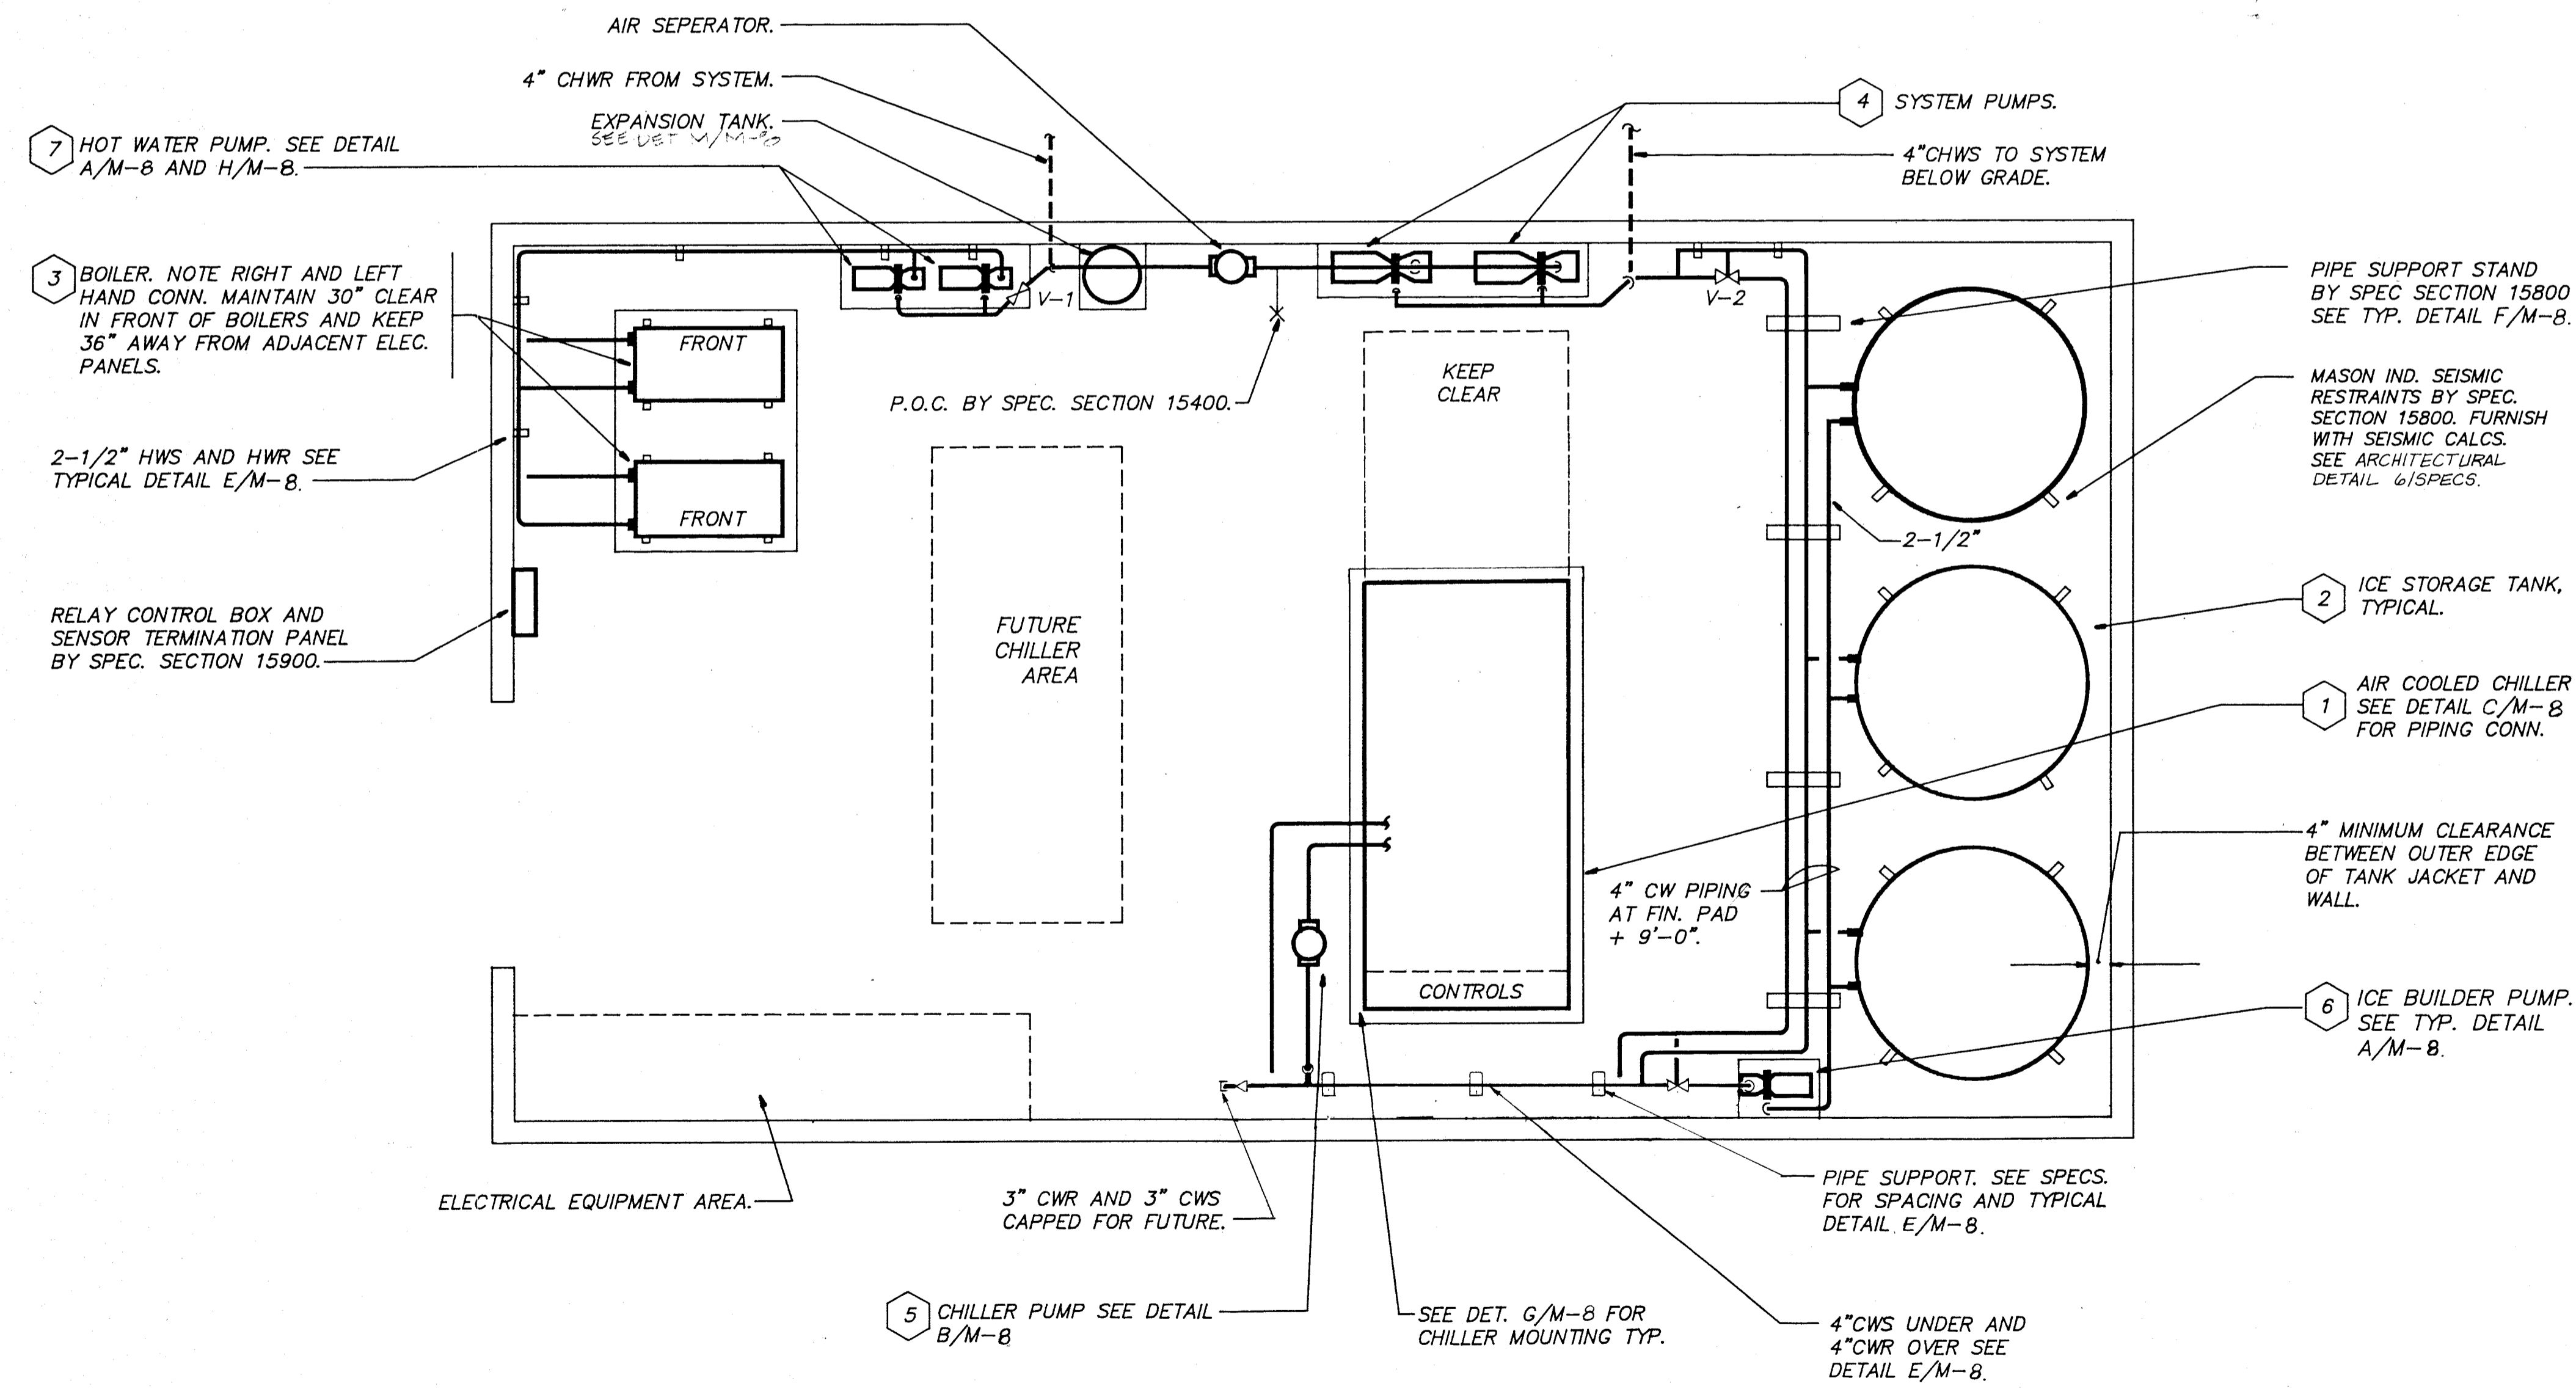 AIR SEPERATOR.
4" CHWR FROM SYSTEM.
EXPANSION TANK.
SEE DET M/M-8
7
HOT WATER PUMP. SEE DETAIL
A/M-8 AND H/M-8.
4
SYSTEM PUMPS.
4"CHWS TO SYSTEM
BELOW GRADE.
3
BOILER. NOTE RIGHT AND LEFT
HAND CONN. MAINTAIN 30" CLEAR
IN FRONT OF BOILERS AND KEEP
36" AWAY FROM ADJACENT ELEC.
PANELS.
2-1/2" HWS AND HWR SEE
TYPICAL DETAIL E/M-8.
RELAY CONTROL BOX AND
SENSOR TERMINATION PANEL
BY SPEC. SECTION 15900.
FRONT
FRONT
V-1
P.O.C. BY SPEC. SECTION 15400.
V-2
KEEP
CLEAR
FUTURE
CHILLER
AREA
CONTROLS
2-1/2"
4" CW PIPING
AT FIN. PAD
+ 9'-0".
PIPE SUPPORT STAND
BY SPEC SECTION 15800
SEE TYP. DETAIL F/M-8.
MASON IND. SEISMIC
RESTRAINTS BY SPEC.
SECTION 15800. FURNISH
WITH SEISMIC CALCS.
SEE ARCHITECTURAL
DETAIL 6/SPECS.
2
ICE STORAGE TANK,
TYPICAL.
1
AIR COOLED CHILLER
SEE DETAIL C/M-8
FOR PIPING CONN.
4" MINIMUM CLEARANCE
BETWEEN OUTER EDGE
OF TANK JACKET AND
WALL.
6
ICE BUILDER PUMP.
SEE TYP. DETAIL
A/M-8.
ELECTRICAL EQUIPMENT AREA.
3" CWR AND 3" CWS
CAPPED FOR FUTURE.
PIPE SUPPORT. SEE SPECS.
FOR SPACING AND TYPICAL
DETAIL E/M-8.
5
CHILLER PUMP SEE DETAIL
B/M-8
SEE DET. G/M-8 FOR
CHILLER MOUNTING TYP.
4"CWS UNDER AND
4"CWR OVER SEE
DETAIL E/M-8.